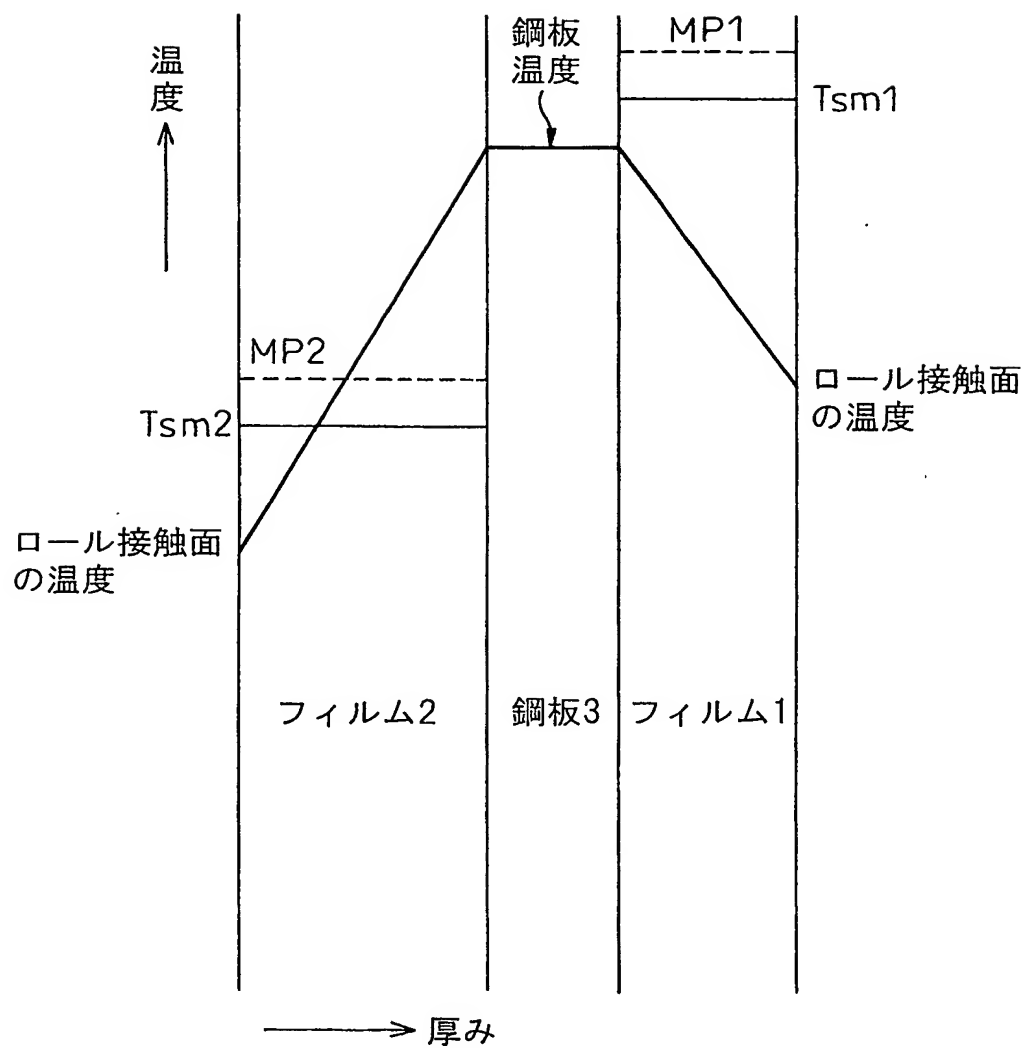 温
度
鋼板
温度
MP1
Tsm1
MP2
Tsm2
ロール接触面
の温度
ロール接触面
の温度
フィルム2
鋼板3
フィルム1
厚み